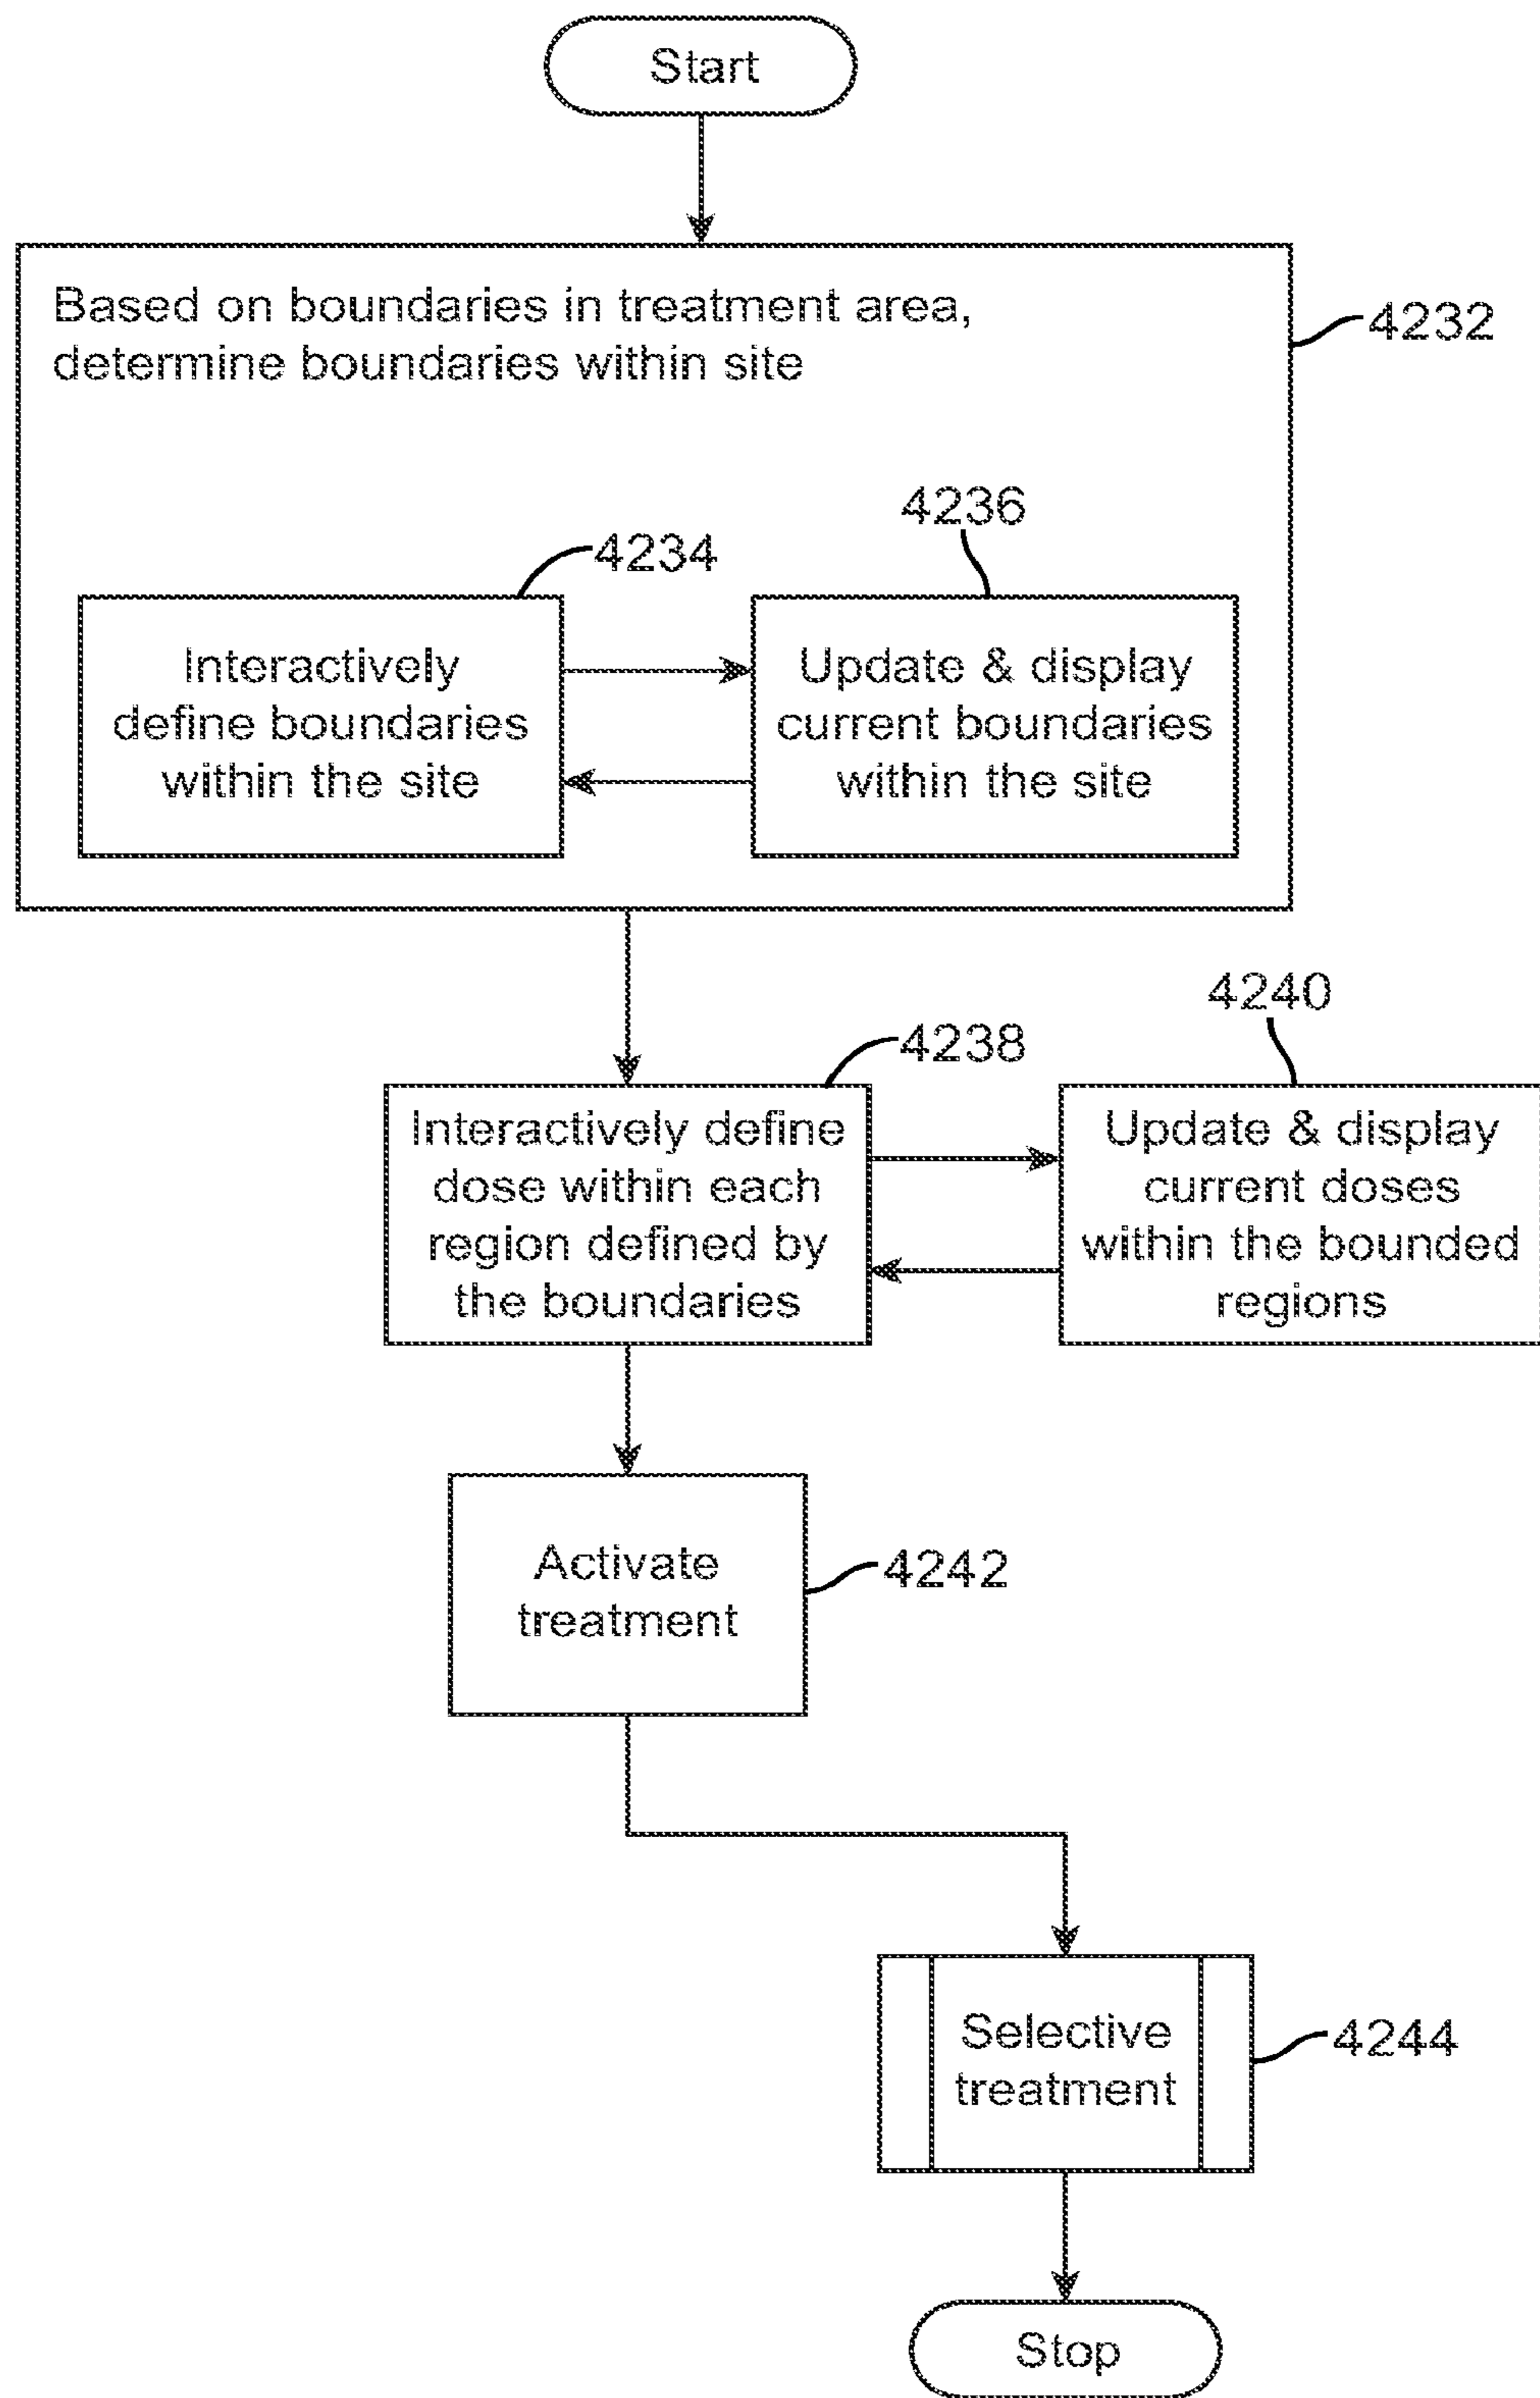 Start
Based on boundaries in treatment area,
determine boundaries within site
4232
4234
4236
Interactively
define boundaries
within the site
Update & display
current boundaries
within the site
4238
4240
Interactively define
dose within each
region defined by
the boundaries
Update & display
current doses
within the bounded
regions
Activate
treatment
4242
Selective
treatment
4244
Stop